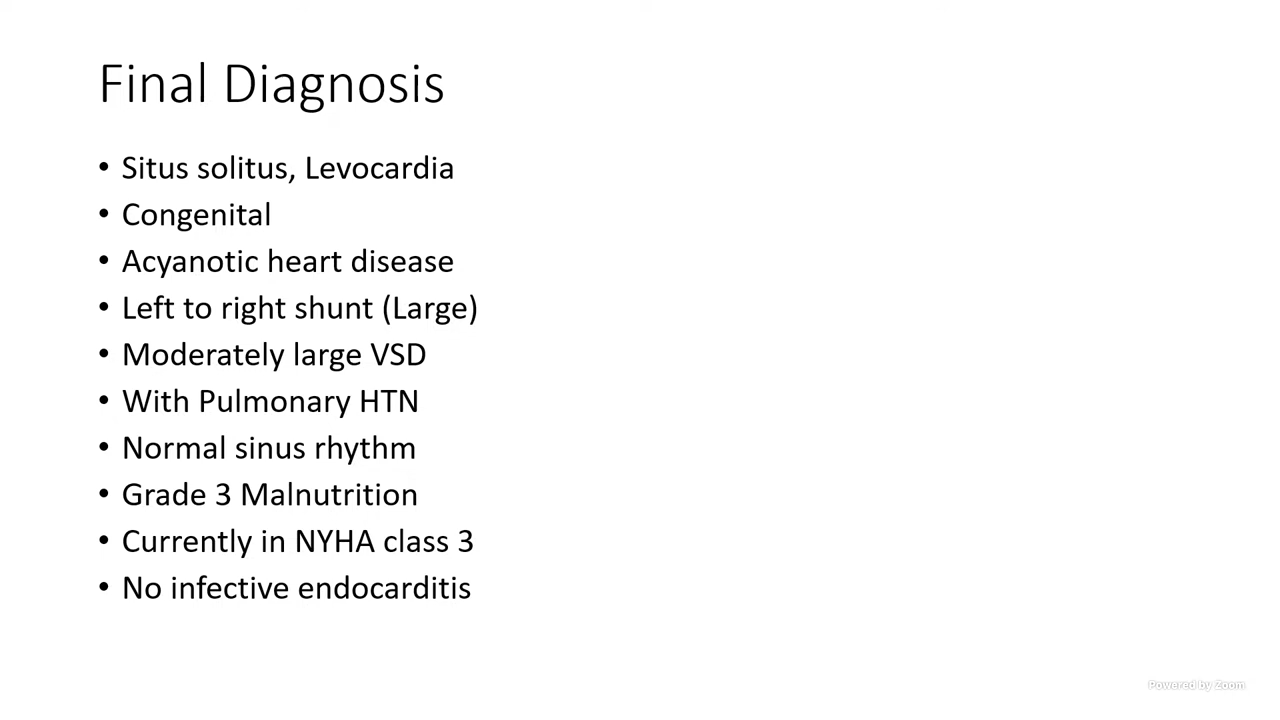 Final Diagnosis
• Situs solitus, Levocardia
• Congenital
• Acyanotic heart disease
• Left to right shunt (Large)
• Moderately large VSD
• With Pulmonary HTN
• Normal sinus rhythm
• Grade 3 Malnutrition
• Currently in NYHA class 3
• No infective endocarditis
Powered by Zoom